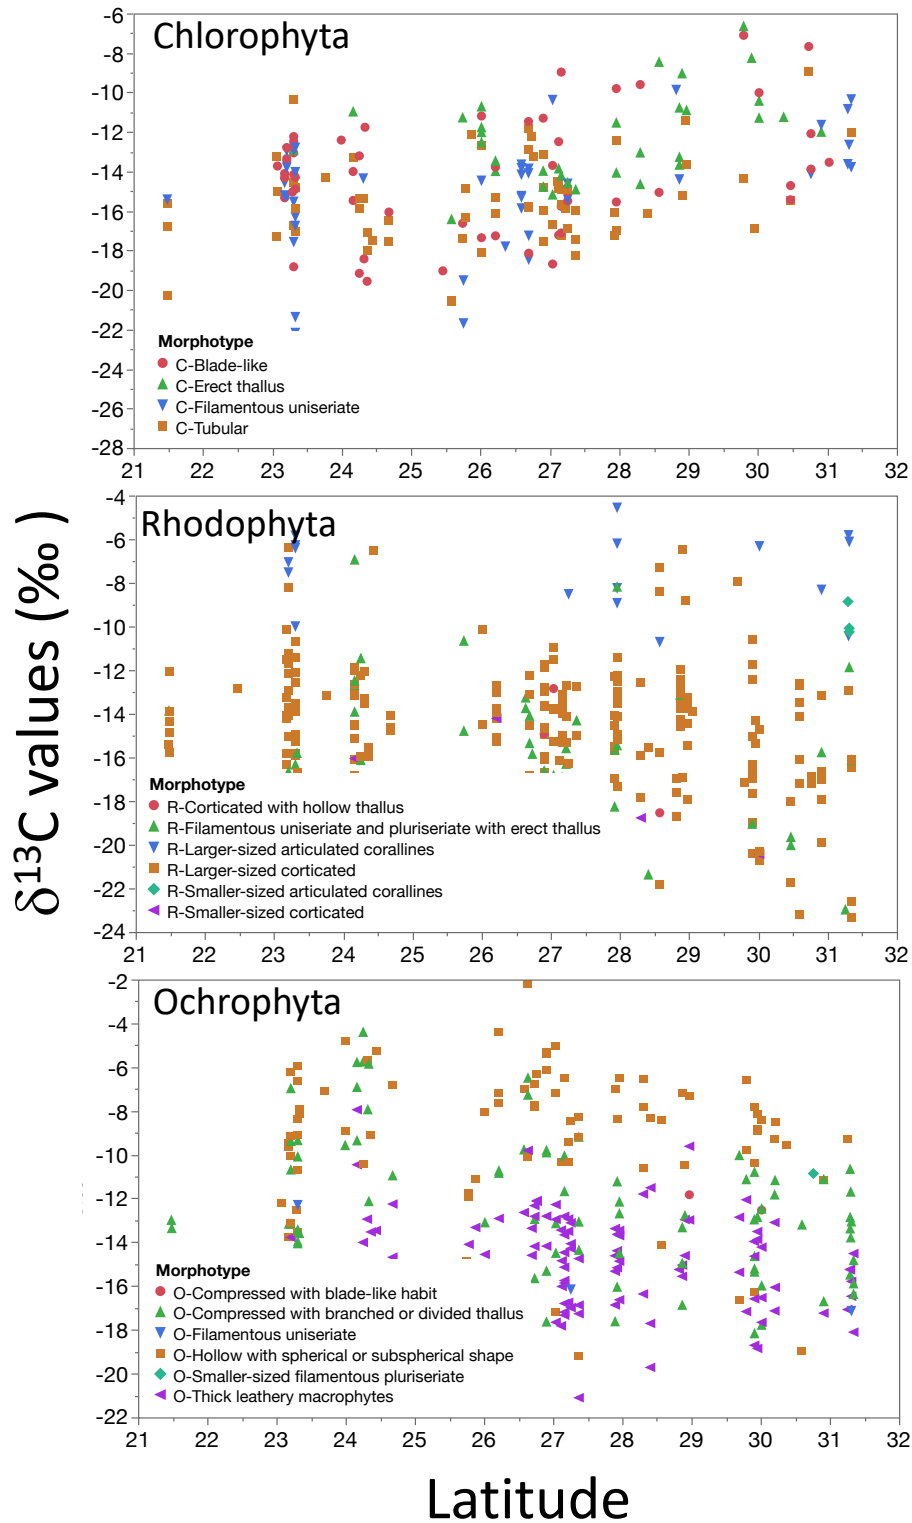 Chlorophyta
-6
-8
-10
-12
-14
-16
-18
-20
-22
-24
-26
-28
Morphotype
C-Blade-like
C-Erect thallus
C-Filamentous uniseriate
C-Tubular
21 22 23 24 25 26 27 28 29 30 31 32
δ13C values (‰)
Rhodophyta
-4
-6
-8
-10
-12
-14
-16
-18
-20
-22
-24
Morphotype
R-Corticated with hollow thallus
R-Filamentous uniseriate and pluriseriate with erect thallus
R-Larger-sized articulated corallines
R-Larger-sized corticated
R-Smaller-sized articulated corallines
R-Smaller-sized corticated
21 22 23 24 25 26 27 28 29 30 31 32
Ochrophyta
-2
-4
-6
-8
-10
-12
-14
-16
-18
-20
-22
Morphotype
O-Compressed with blade-like habit
O-Compressed with branched or divided thallus
O-Filamentous uniseriate
O-Hollow with spherical or subspherical shape
O-Smaller-sized filamentous pluriseriate
O-Thick leathery macrophytes
21 22 23 24 25 26 27 28 29 30 31 32
Latitude